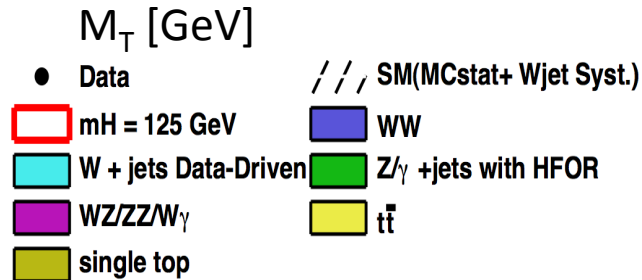 M_T [GeV]
Data
SM(MCstat+ Wjet Syst.)
mH = 125 GeV
WW
W + jets Data-Driven
Z/γ +jets with HFOR
WZ/ZZ/Wγ
tt̄
single top